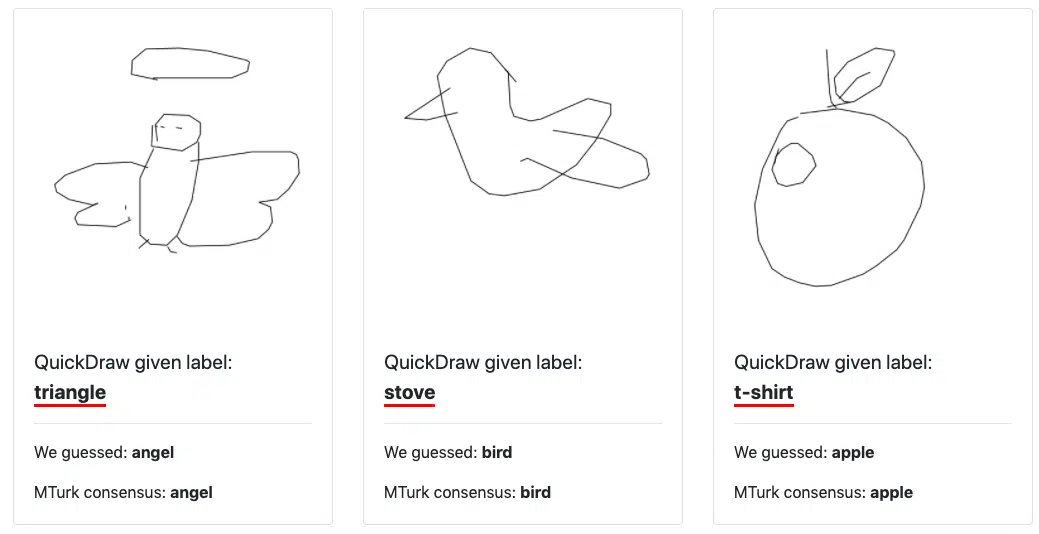 QuickDraw given label:
triangle
We guessed: angel
MTurk consensus: angel
QuickDraw given label:
stove
We guessed: bird
MTurk consensus: bird
QuickDraw given label:
t-shirt
We guessed: apple
MTurk consensus: apple